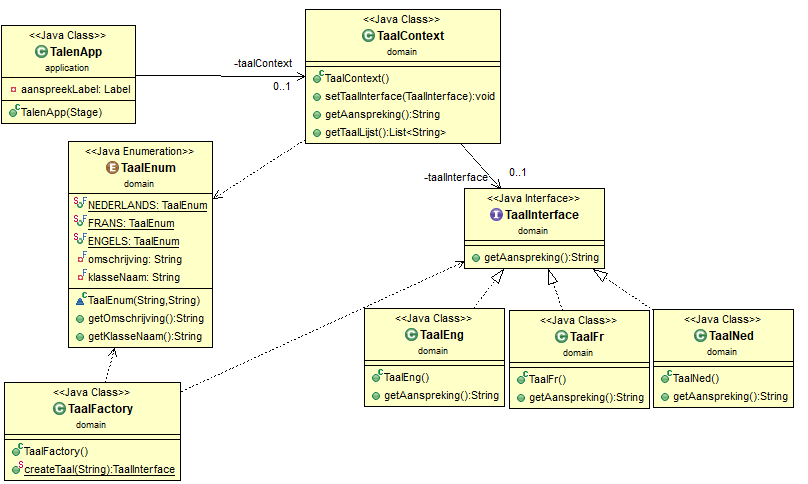 <<Java Class>>
TalenApp
application
aanspreekLabel: Label
TalenApp(Stage)
-taalContext
0..1
<<Java Class>>
TaalContext
domain
TaalContext()
setTaalInterface(TaalInterface):void
getAanspreking():String
getTaalLijst():List<String>
<<Java Enumeration>>
TaalEnum
domain
NEDERLANDS: TaalEnum
FRANS: TaalEnum
ENGELS: TaalEnum
omschrijving: String
klasseNaam: String
TaalEnum(String,String)
getOmschrijving():String
getKlasseNaam():String
-taalInterface
0..1
<<Java Interface>>
TaalInterface
domain
getAanspreking():String
<<Java Class>>
TaalEng
domain
TaalEng()
getAanspreking():String
<<Java Class>>
TaalFr
domain
TaalFr()
getAanspreking():String
<<Java Class>>
TaalNed
domain
TaalNed()
getAanspreking():String
<<Java Class>>
TaalFactory
domain
TaalFactory()
createTaal(String):TaalInterface